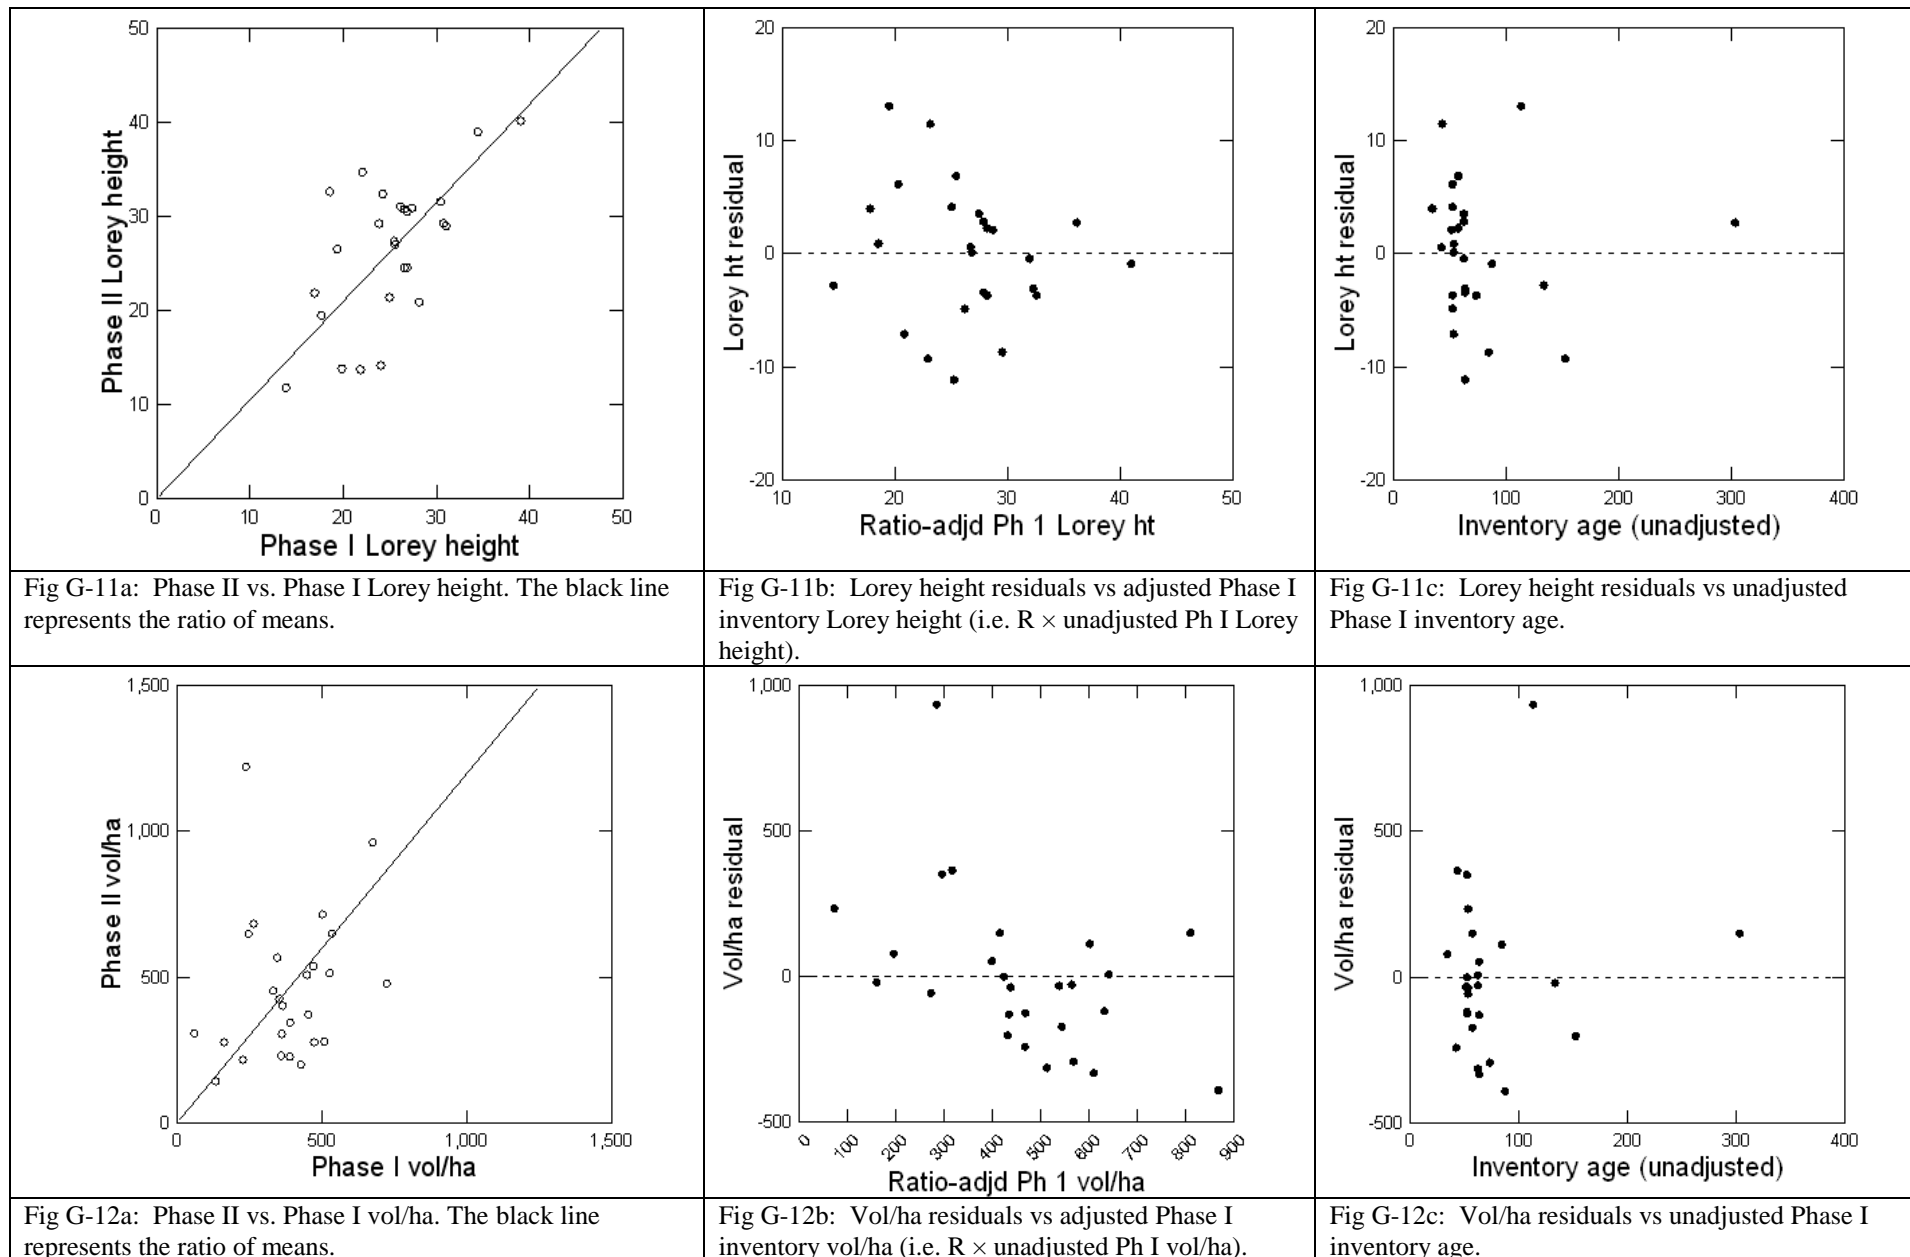 50
40
30
20
10
0
0
10
20
30
40
50
Phase II Lorey height
Phase I Lorey height
20
10
0
-10
-20
10
20
30
40
50
Lorey ht residual
Ratio-adjd Ph 1 Lorey ht
20
10
0
-10
-20
0
100
200
300
400
Lorey ht residual
Inventory age (unadjusted)
Fig G-11a: Phase II vs. Phase I Lorey height. The black line
represents the ratio of means.
Fig G-11b: Lorey height residuals vs adjusted Phase I
inventory Lorey height (i.e. R × unadjusted Ph I Lorey
height).
Fig G-11c: Lorey height residuals vs unadjusted
Phase I inventory age.
1,500
1,000
500
0
0
500
1,000
1,500
Phase II vol/ha
Phase I vol/ha
1,000
500
0
-500
0
100
200
300
400
500
600
700
800
900
Vol/ha residual
Ratio-adjd Ph 1 vol/ha
1,000
500
0
-500
0
100
200
300
400
Vol/ha residual
Inventory age (unadjusted)
Fig G-12a: Phase II vs. Phase I vol/ha. The black line
represents the ratio of means.
Fig G-12b: Vol/ha residuals vs adjusted Phase I
inventory vol/ha (i.e. R × unadjusted Ph I vol/ha).
Fig G-12c: Vol/ha residuals vs unadjusted Phase I
inventory age.